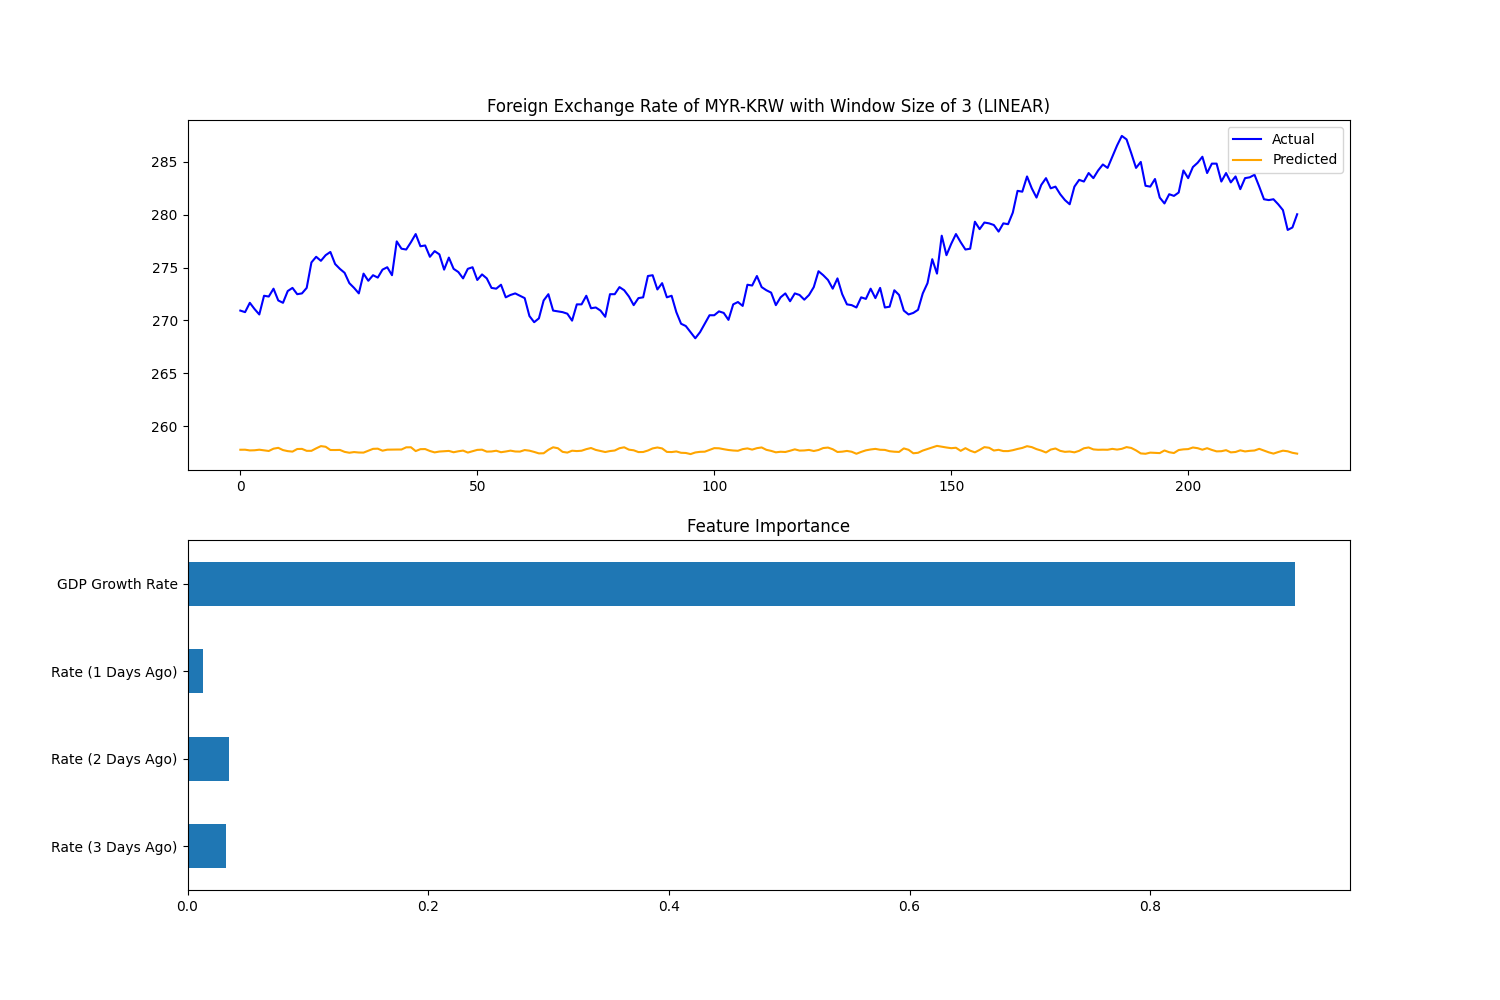 Foreign Exchange Rate of MYR-KRW with Window Size of 3 (LINEAR)
Actual
Predicted
285
280
275
270
265
260
0 50 100 150 200
Feature Importance
GDP Growth Rate
Rate (1 Days Ago)
Rate (2 Days Ago)
Rate (3 Days Ago)
0.0 0.2 0.4 0.6 0.8